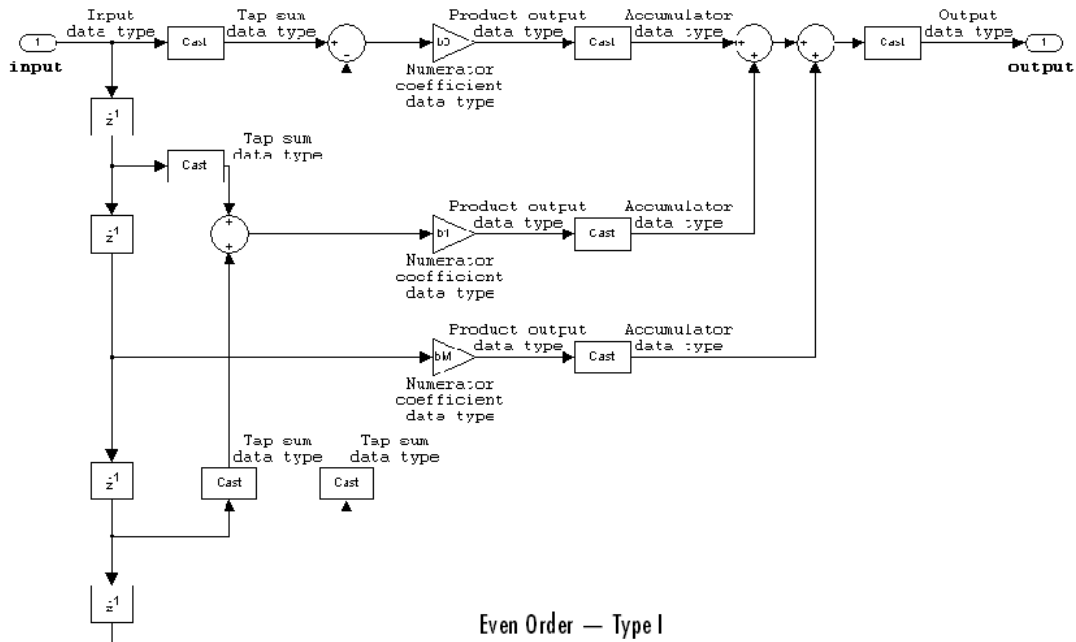 Input
data type
Tap sum
data type
Product output
data type
Accumulator
data type
Output
data type
1
Cast
+
-
b0
Cast
+
+
+
+
Cast
1
input
output
Numerator
coefficient
data type
z-1
Tap sum
data type
Cast
Product output
data type
Accumulator
data type
z-1
+
+
b1
Cast
Numerator
coefficient
data type
Product output
data type
Accumulator
data type
bM
Cast
Numerator
coefficient
data type
Tap sum
data type
Tap sum
data type
z-1
Cast
Cast
z-1
Even Order — Type I